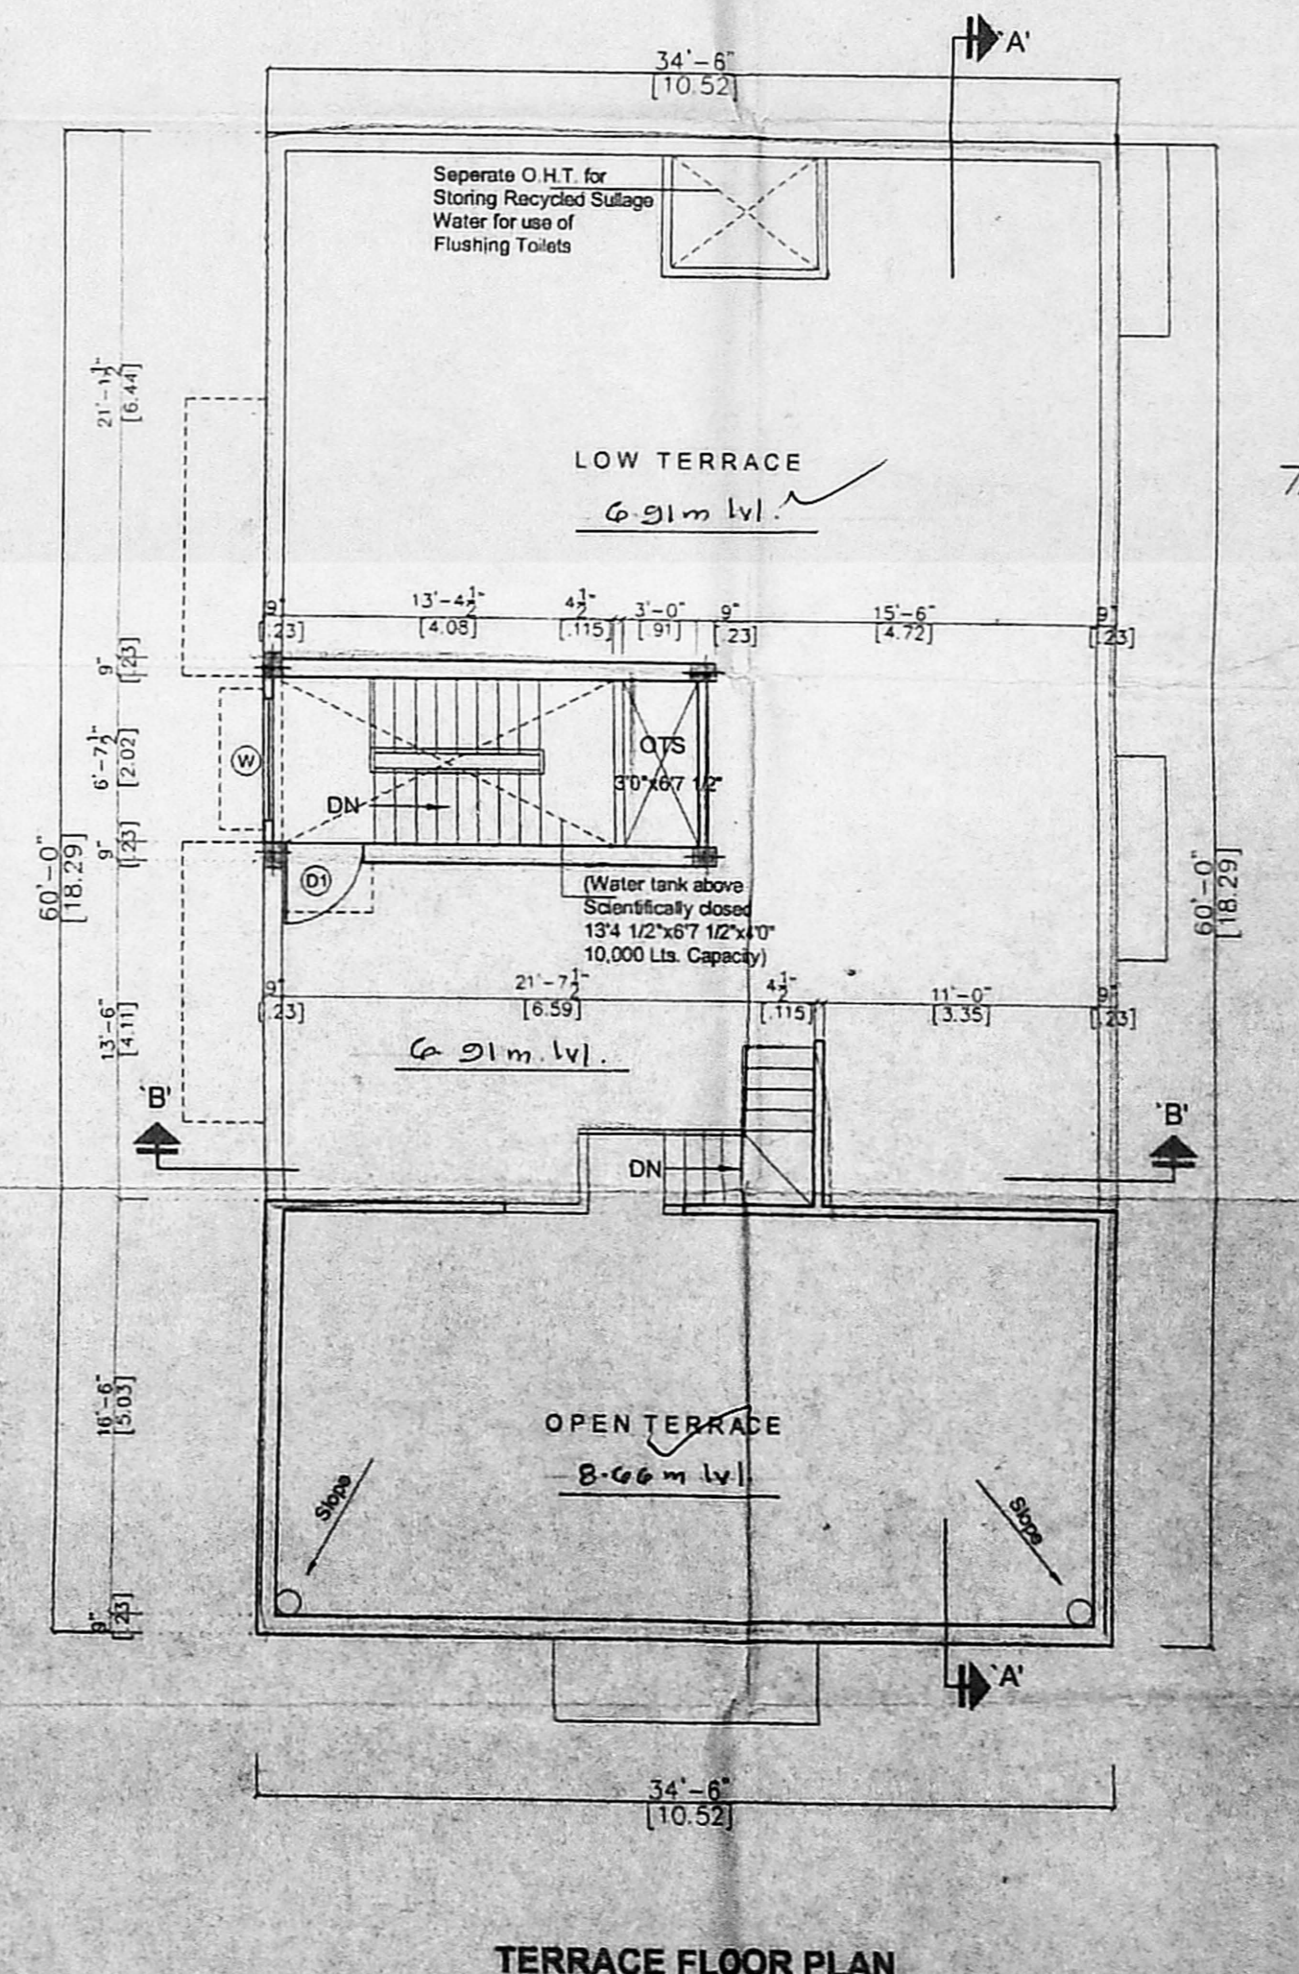 `A'
34'-6"
[10.52]
Seperate O.H.T. for
Storing Recycled Sullage
Water for use of
Flushing Toilets
21'-1½"
[6.44]
LOW TERRACE
6.91m lvl.
9"
[.23]
13'-4½"
[4.08]
4½"
[.115]
3'-0"
[.91]
9"
[.23]
15'-6"
[4.72]
9"
[.23]
9"
[.23]
6'-7½"
[2.02]
9"
[.23]
W
OTS
3'0"x6'7 1/2"
DN
D1
60'-0"
[18.29]
60'-0"
[18.29]
(Water tank above
Scientifically closed
13'4 1/2"x6'7 1/2"x4'0"
10,000 Lts. Capacity)
9"
[.23]
21'-7½"
[6.59]
4½"
[.115]
11'-0"
[3.35]
9"
[.23]
13'-6"
[4.11]
6.91m.lvl.
`B'
`B'
DN
16'-6"
[5.03]
OPEN TERRACE
8.66m lvl.
Slope
Slope
9"
[.23]
`A'
34'-6"
[10.52]
TERRACE FLOOR PLAN